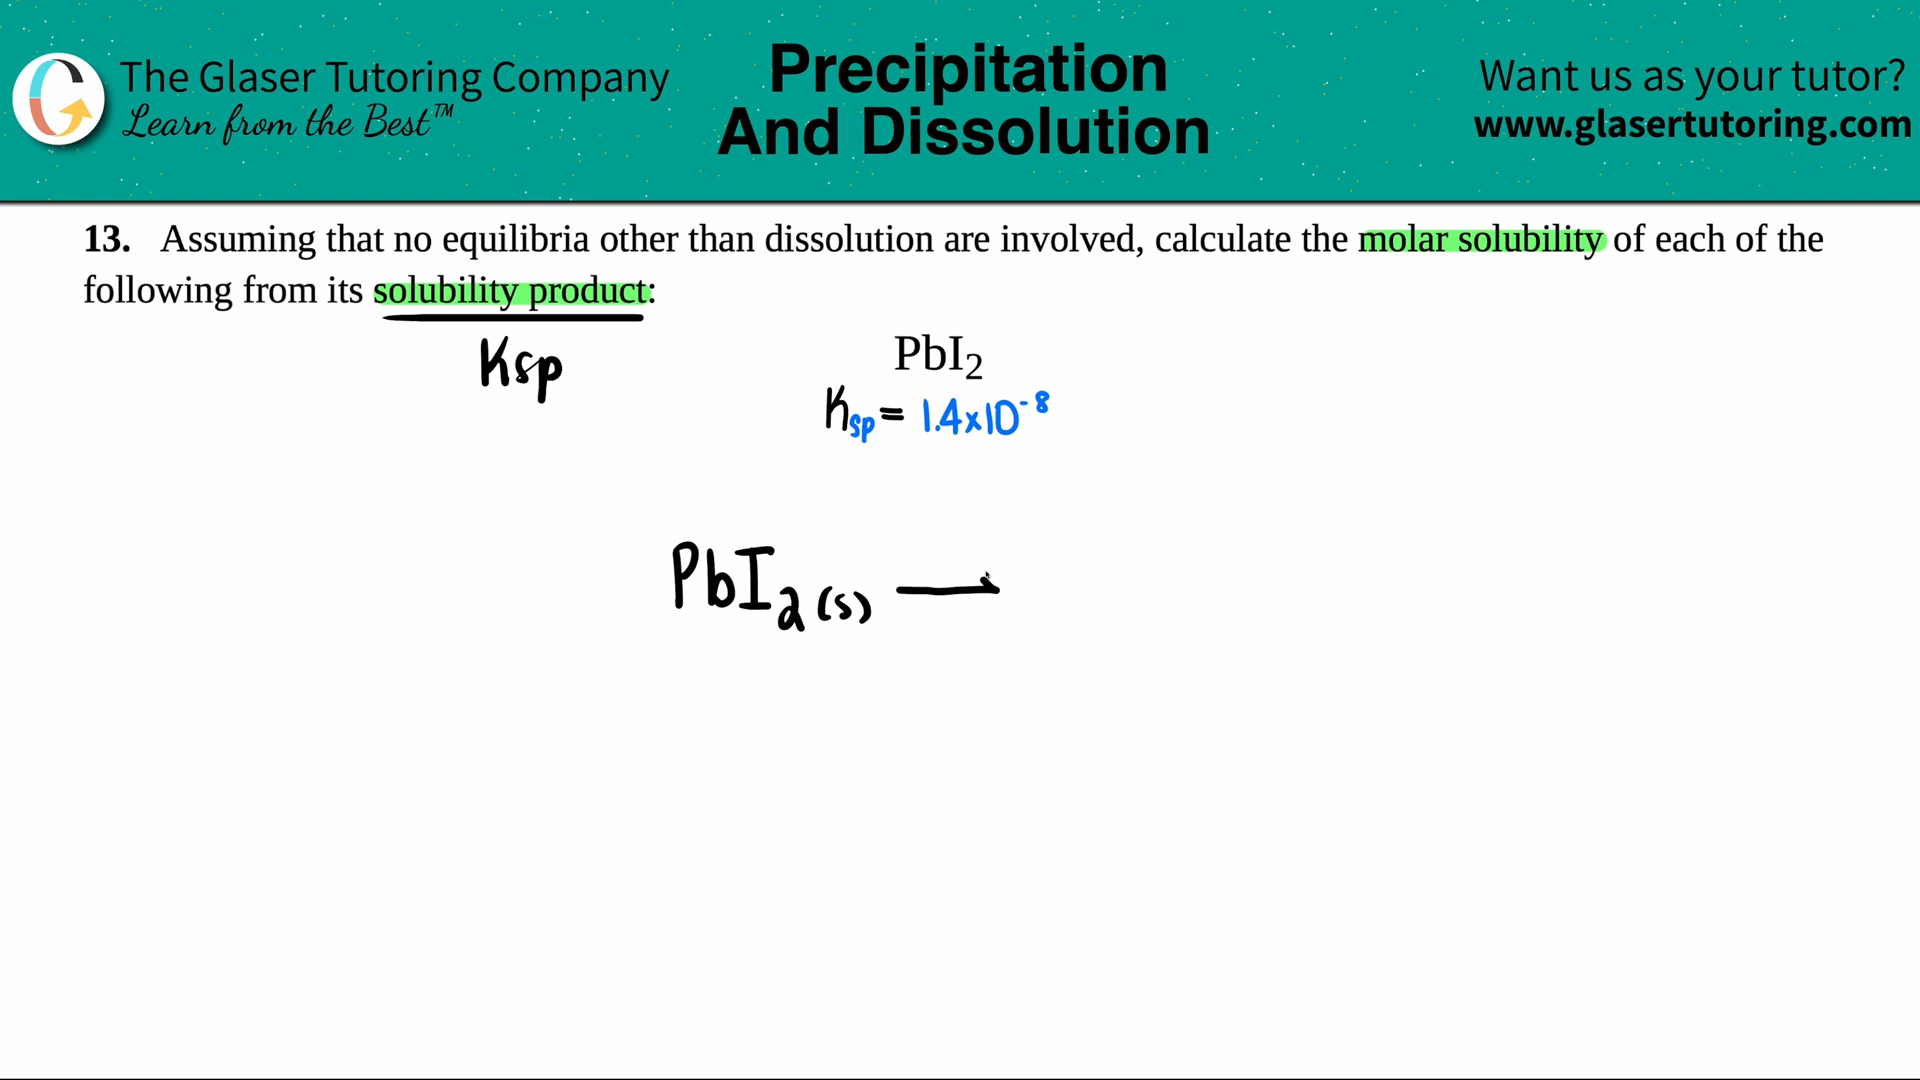 The Glaser Tutoring Company
Learn from the Best™
Precipitation
And Dissolution
Want us as your tutor?
www.glasertutoring.com
13. Assuming that no equilibria other than dissolution are involved, calculate the molar solubility of each of the
following from its solubility product:
Ksp
PbI₂
Ksp = 1.4×10⁻⁸
PbI₂(s) →